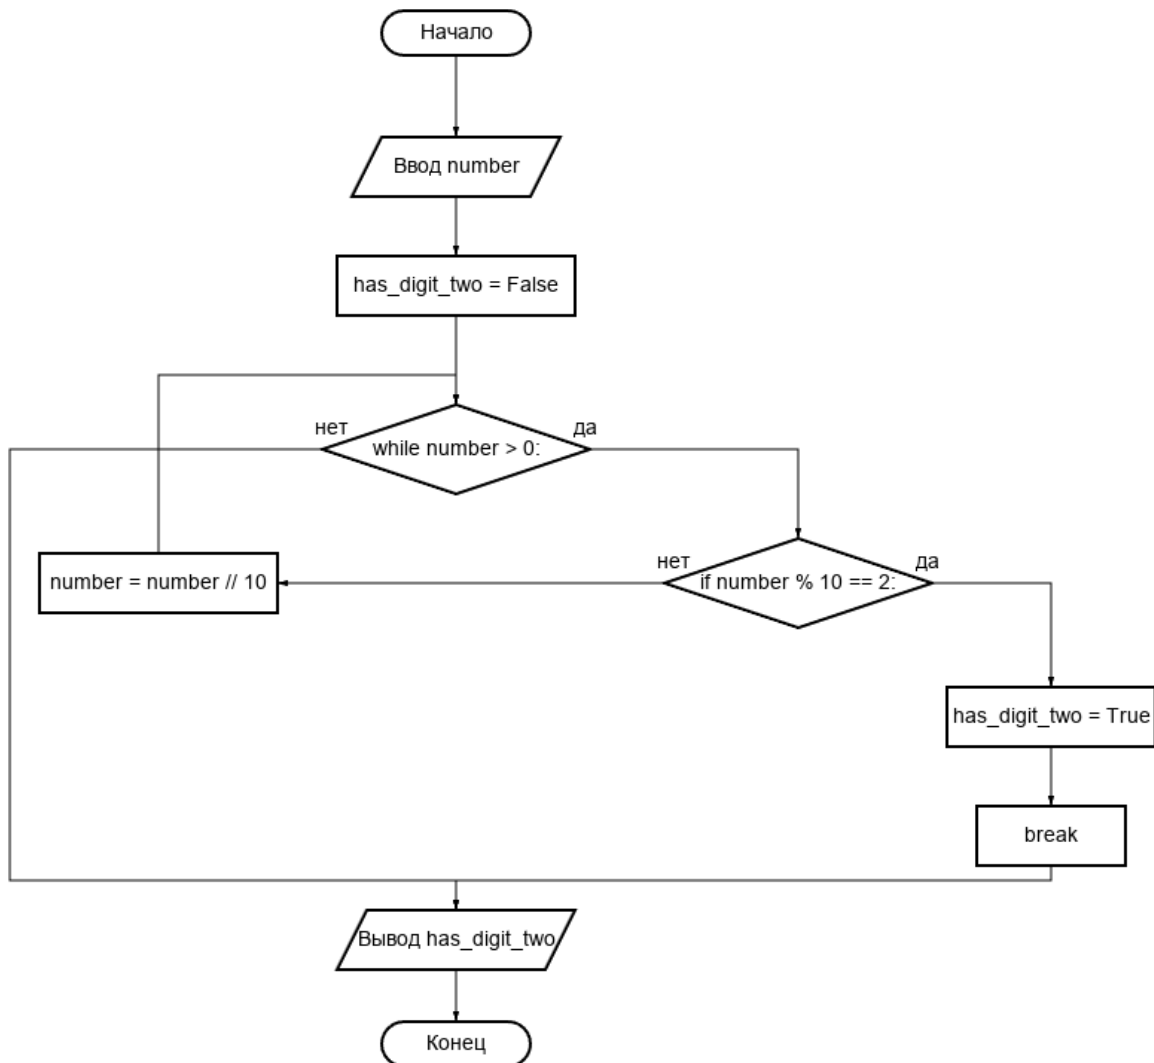 Начало
Ввод number
has_digit_two = False
нет
да
while number > 0:
нет
да
number = number // 10
if number % 10 == 2:
has_digit_two = True
break
Вывод has_digit_two
Конец